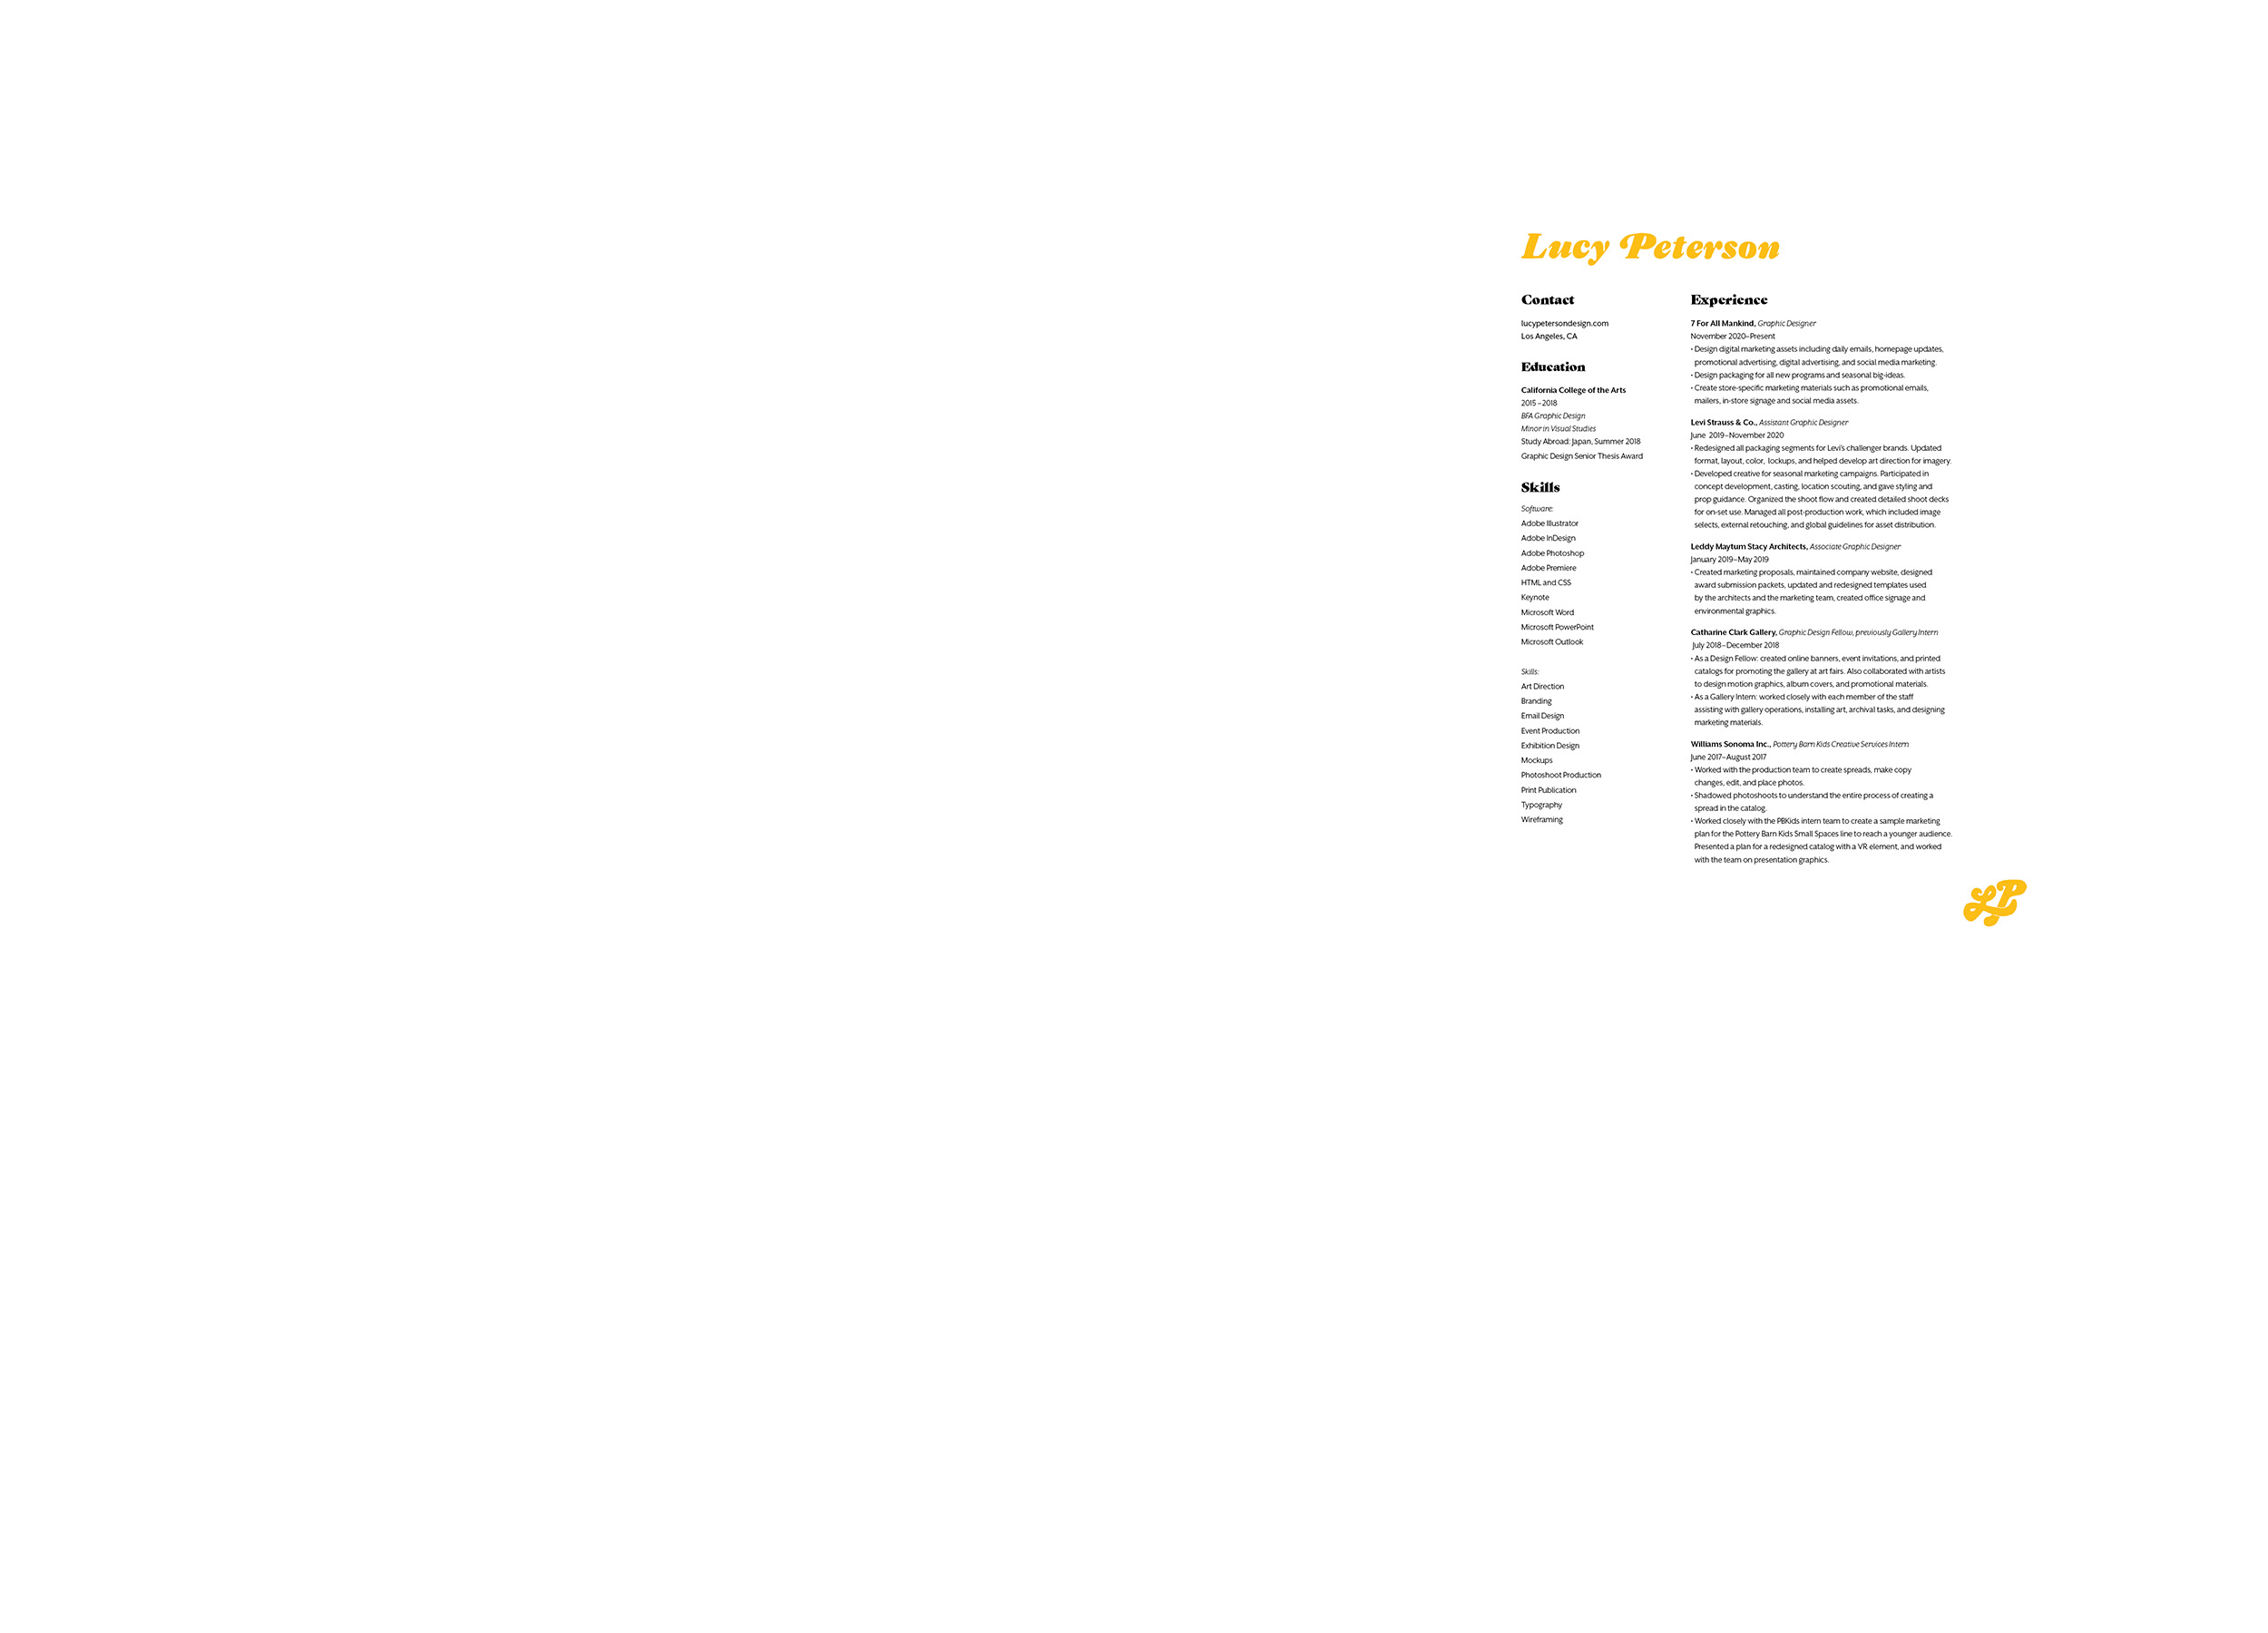 Lucy Peterson
Contact
lucypetersondesign.com
Los Angeles, CA
Education
California College of the Arts
2015 – 2018
BFA Graphic Design
Minor in Visual Studies
Study Abroad: Japan, Summer 2018
Graphic Design Senior Thesis Award
Skills
Software:
Adobe Illustrator
Adobe InDesign
Adobe Photoshop
Adobe Premiere
HTML and CSS
Keynote
Microsoft Word
Microsoft PowerPoint
Microsoft Outlook
Skills:
Art Direction
Branding
Email Design
Event Production
Exhibition Design
Mockups
Photoshoot Production
Print Publication
Typography
Wireframing
Experience
7 For All Mankind, Graphic Designer
November 2020–Present
• Design digital marketing assets including daily emails, homepage updates,
promotional advertising, digital advertising, and social media marketing.
• Design packaging for all new programs and seasonal big-ideas.
• Create store-specific marketing materials such as promotional emails,
mailers, in-store signage and social media assets.
Levi Strauss & Co., Assistant Graphic Designer
June 2019–November 2020
• Redesigned all packaging segments for Levi's challenger brands. Updated
format, layout, color, lockups, and helped develop art direction for imagery.
• Developed creative for seasonal marketing campaigns. Participated in
concept development, casting, location scouting, and gave styling and
prop guidance. Organized the shoot flow and created detailed shoot decks
for on-set use. Managed all post-production work, which included image
selects, external retouching, and global guidelines for asset distribution.
Leddy Maytum Stacy Architects, Associate Graphic Designer
January 2019–May 2019
• Created marketing proposals, maintained company website, designed
award submission packets, updated and redesigned templates used
by the architects and the marketing team, created office signage and
environmental graphics.
Catharine Clark Gallery, Graphic Design Fellow, previously Gallery Intern
July 2018–December 2018
• As a Design Fellow: created online banners, event invitations, and printed
catalogs for promoting the gallery at art fairs. Also collaborated with artists
to design motion graphics, album covers, and promotional materials.
• As a Gallery Intern: worked closely with each member of the staff
assisting with gallery operations, installing art, archival tasks, and designing
marketing materials.
Williams Sonoma Inc., Pottery Barn Kids Creative Services Intern
June 2017–August 2017
• Worked with the production team to create spreads, make copy
changes, edit, and place photos.
• Shadowed photoshoots to understand the entire process of creating a
spread in the catalog.
• Worked closely with the PBKids intern team to create a sample marketing
plan for the Pottery Barn Kids Small Spaces line to reach a younger audience.
Presented a plan for a redesigned catalog with a VR element, and worked
with the team on presentation graphics.
LP